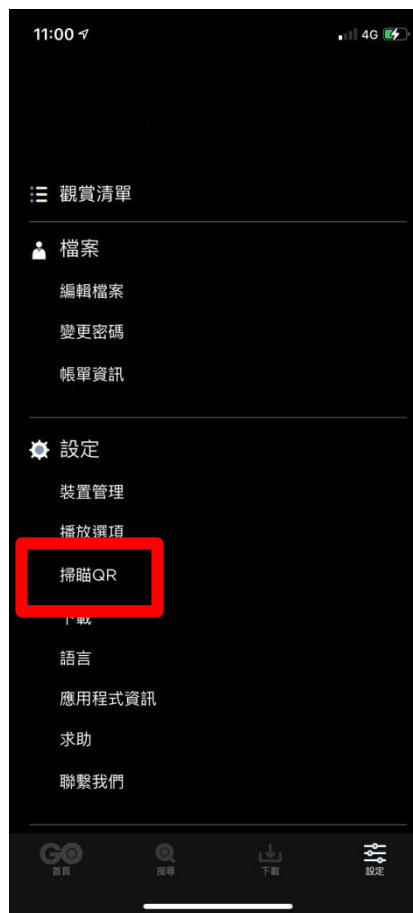 11:00
4G
觀賞清單
檔案
編輯檔案
變更密碼
帳單資訊
設定
裝置管理
播放選項
掃瞄QR
下載
語言
應用程式資訊
求助
聯繫我們
GO
首頁
搜尋
下載
設定